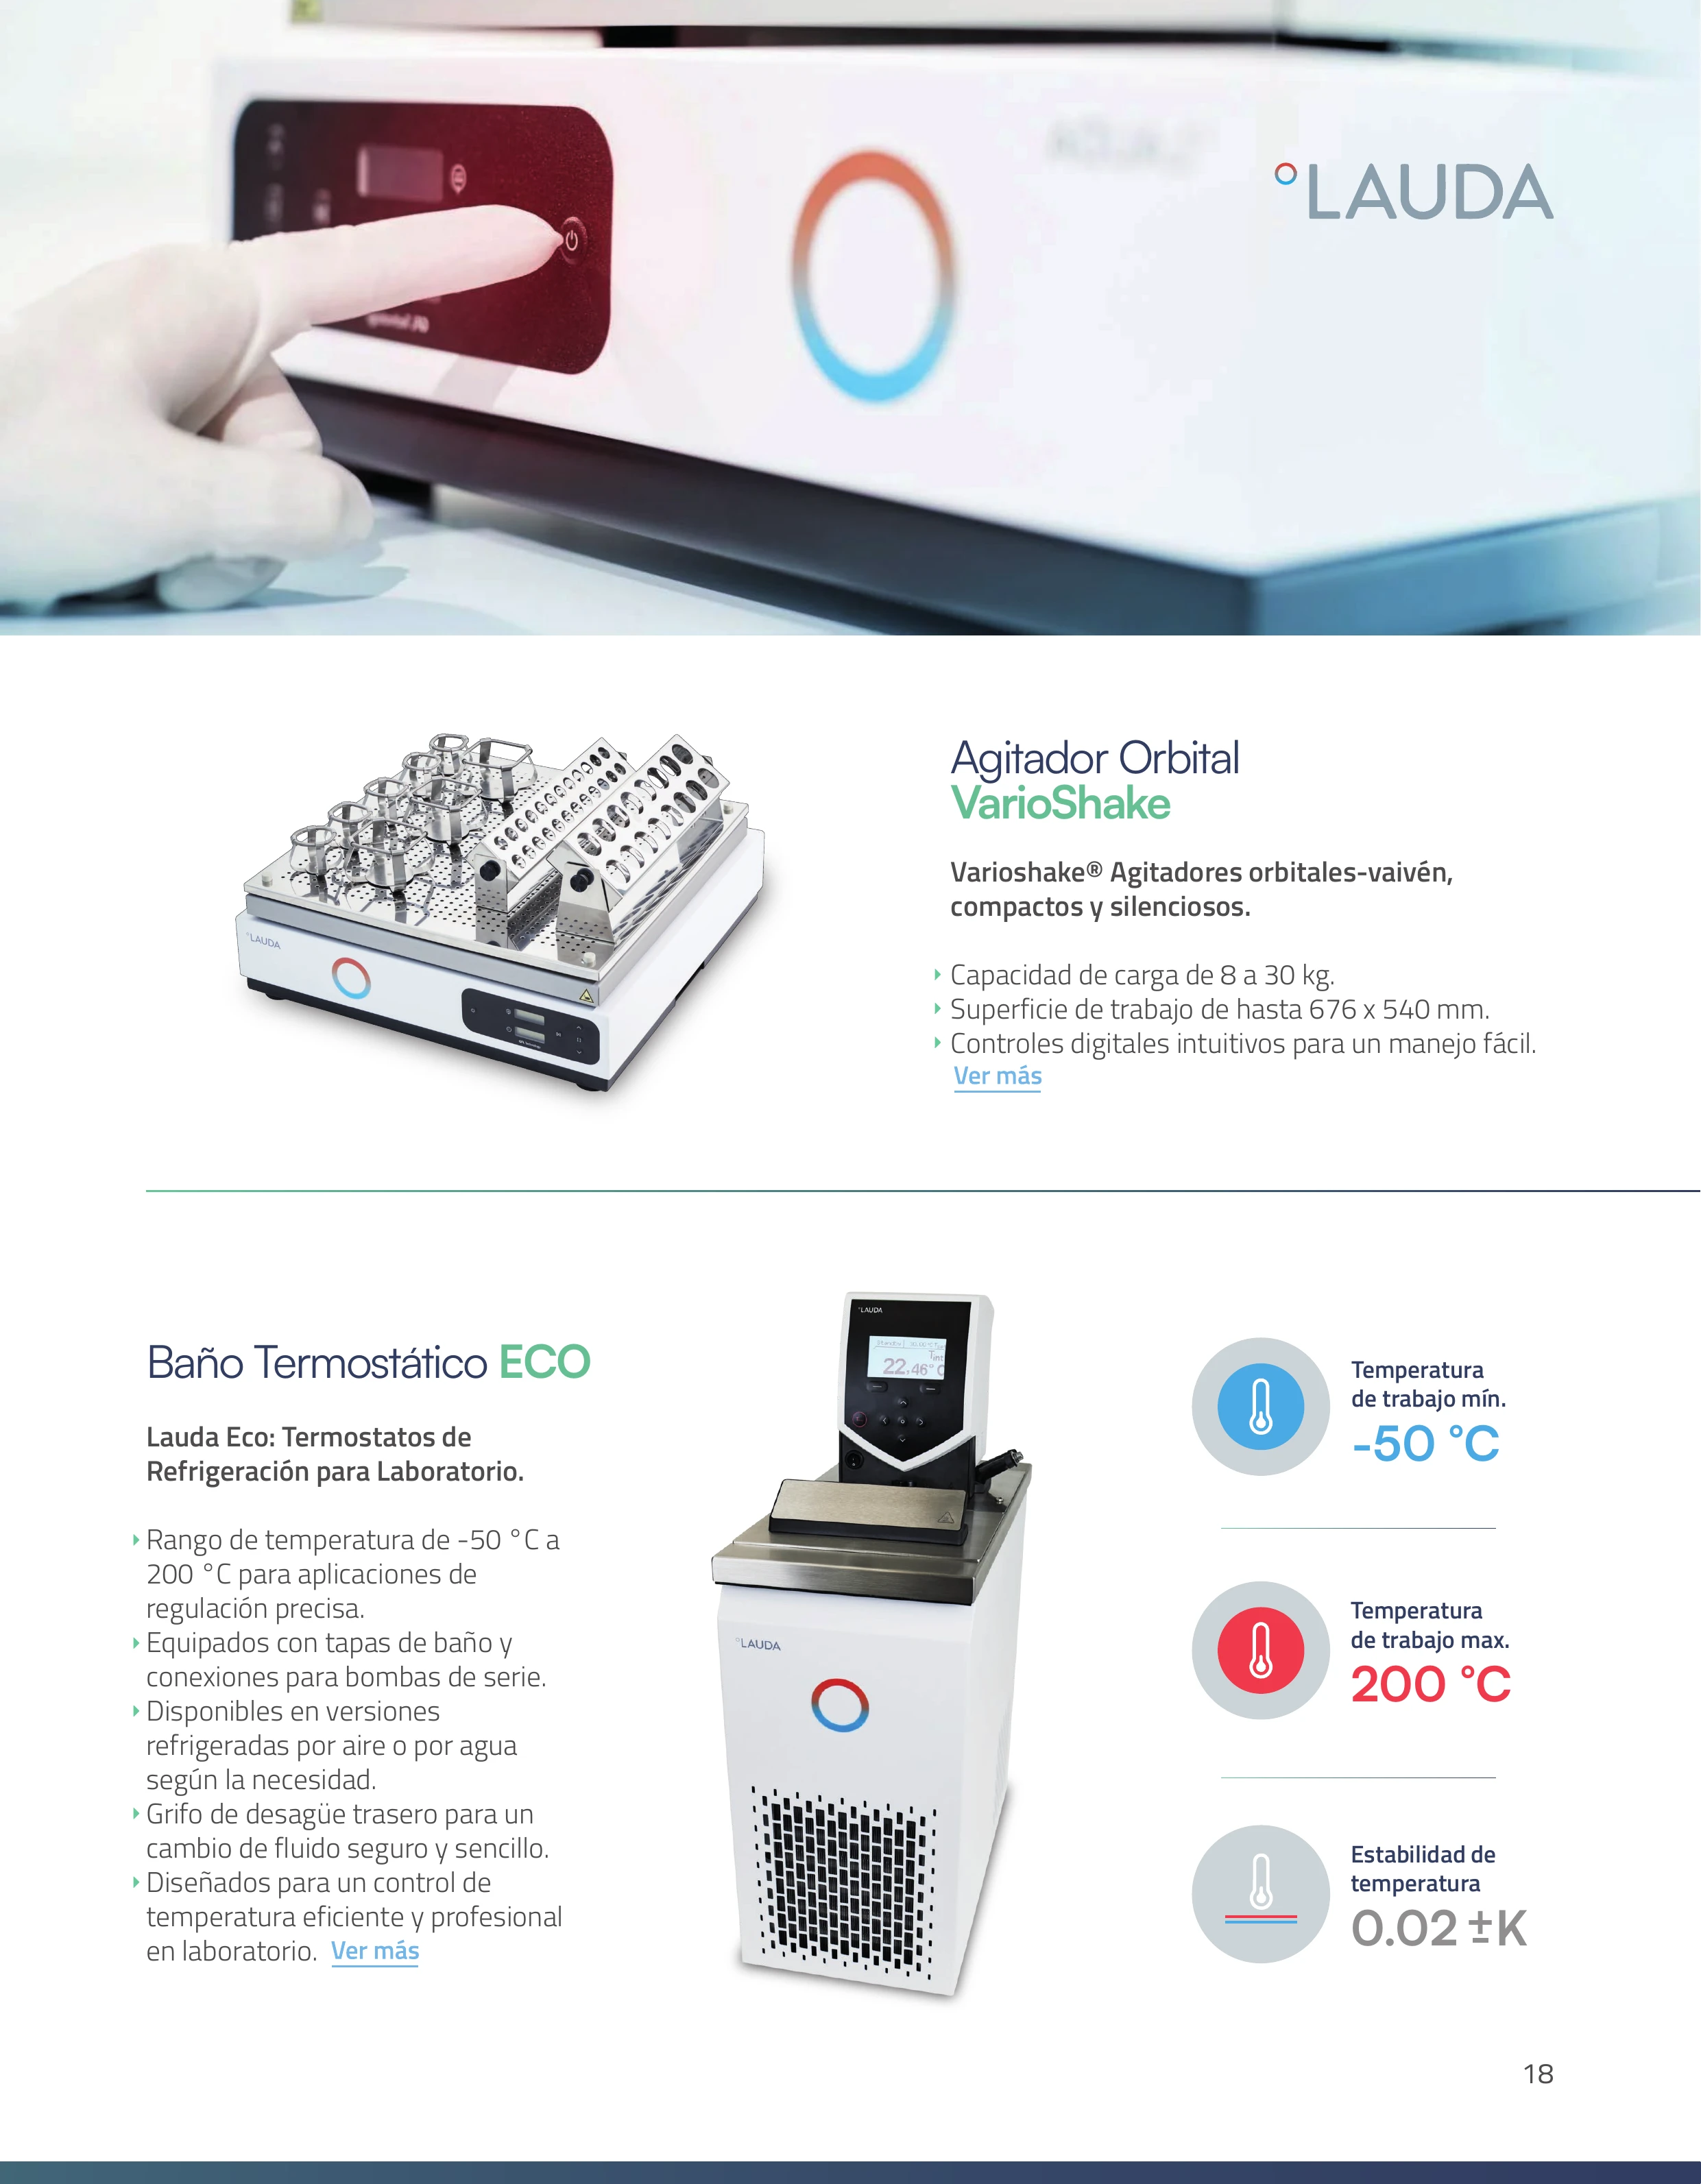 °LAUDA
Agitador Orbital
VarioShake
Varioshake® Agitadores orbitales-vaivén,
compactos y silenciosos.
Capacidad de carga de 8 a 30 kg.
Superficie de trabajo de hasta 676 x 540 mm.
Controles digitales intuitivos para un manejo fácil.
Ver más
°LAUDA
Baño Termostático ECO
Lauda Eco: Termostatos de
Refrigeración para Laboratorio.
Rango de temperatura de -50 °C a
200 °C para aplicaciones de
regulación precisa.
Equipados con tapas de baño y
conexiones para bombas de serie.
Disponibles en versiones
refrigeradas por aire o por agua
según la necesidad.
Grifo de desagüe trasero para un
cambio de fluido seguro y sencillo.
Diseñados para un control de
temperatura eficiente y profesional
en laboratorio. Ver más
°LAUDA
22.46°C
°LAUDA
Temperatura
de trabajo mín.
-50 °C
Temperatura
de trabajo max.
200 °C
Estabilidad de
temperatura
0.02 ±K
18